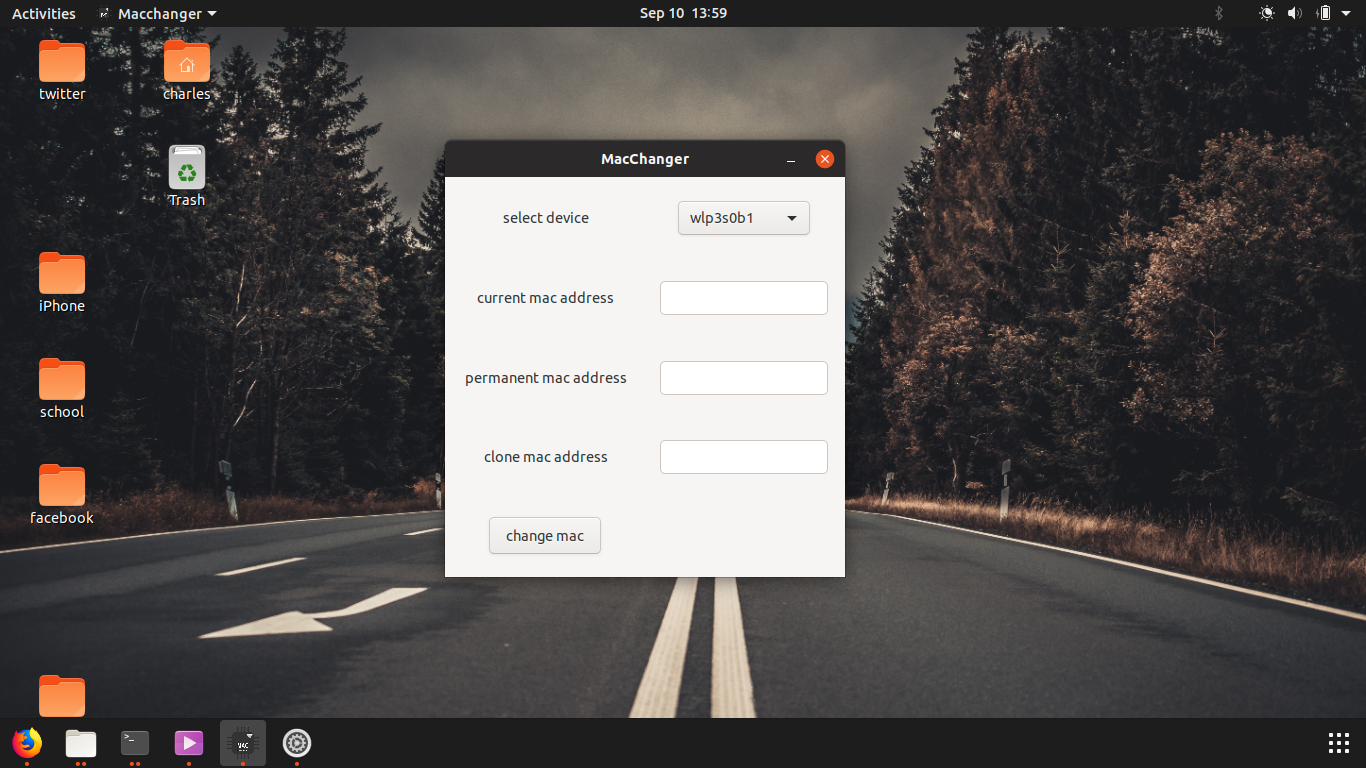 Activities
Macchanger
Sep 10 13:59
twitter
charles
Trash
iPhone
school
facebook
MacChanger
select device
wlp3s0b1
current mac address
permanent mac address
clone mac address
change mac
>_
MAC